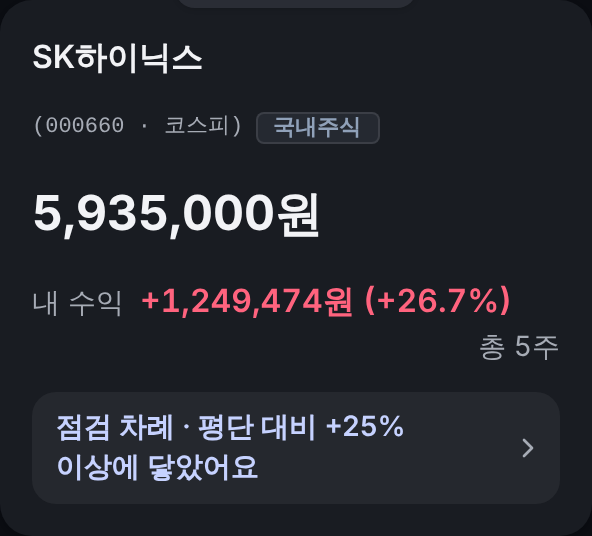 SK하이닉스
(000660 · 코스피) 국내주식
5,935,000원
내 수익 +1,249,474원 (+26.7%)
총 5주
점검 차례 · 평단 대비 +25%
이상에 닿았어요